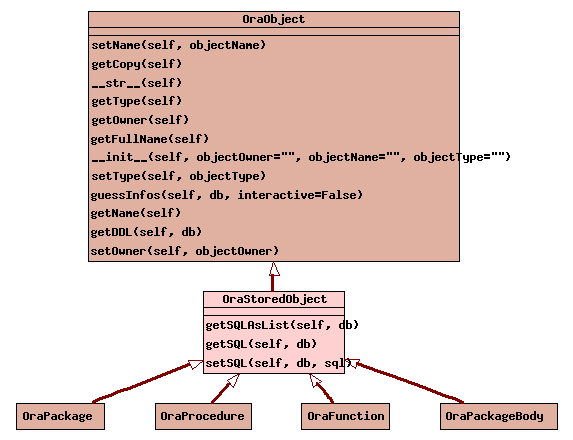 OraObject
setName(self, objectName)
getCopy(self)
__str__(self)
getType(self)
getOwner(self)
getFullName(self)
__init__(self, objectOwner="", objectName="", objectType="")
setType(self, objectType)
guessInfos(self, db, interactive=False)
getName(self)
getDDL(self, db)
setOwner(self, objectOwner)
OraStoredObject
getSQLAsList(self, db)
getSQL(self, db)
setSQL(self, db, sql)
OraPackage
OraProcedure
OraFunction
OraPackageBody